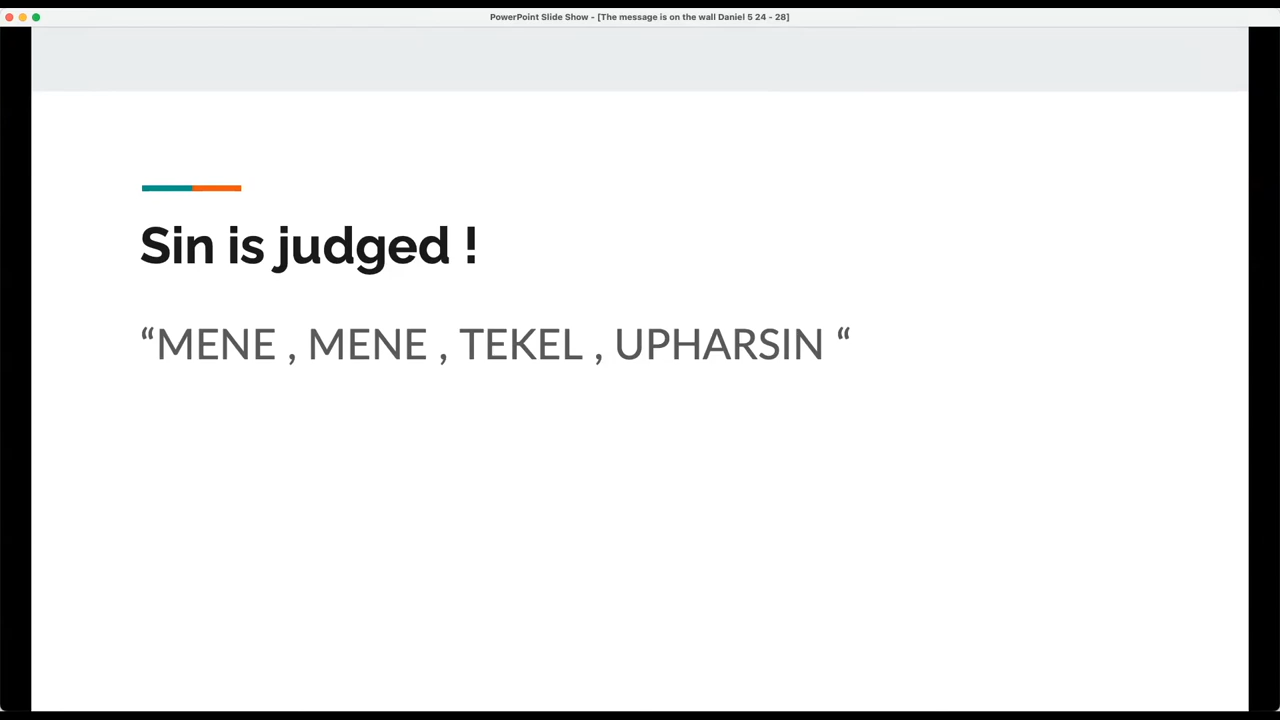 PowerPoint Slide Show - [The message is on the wall Daniel 5 24 - 28]
Sin is judged !
“MENE , MENE , TEKEL , UPHARSIN “